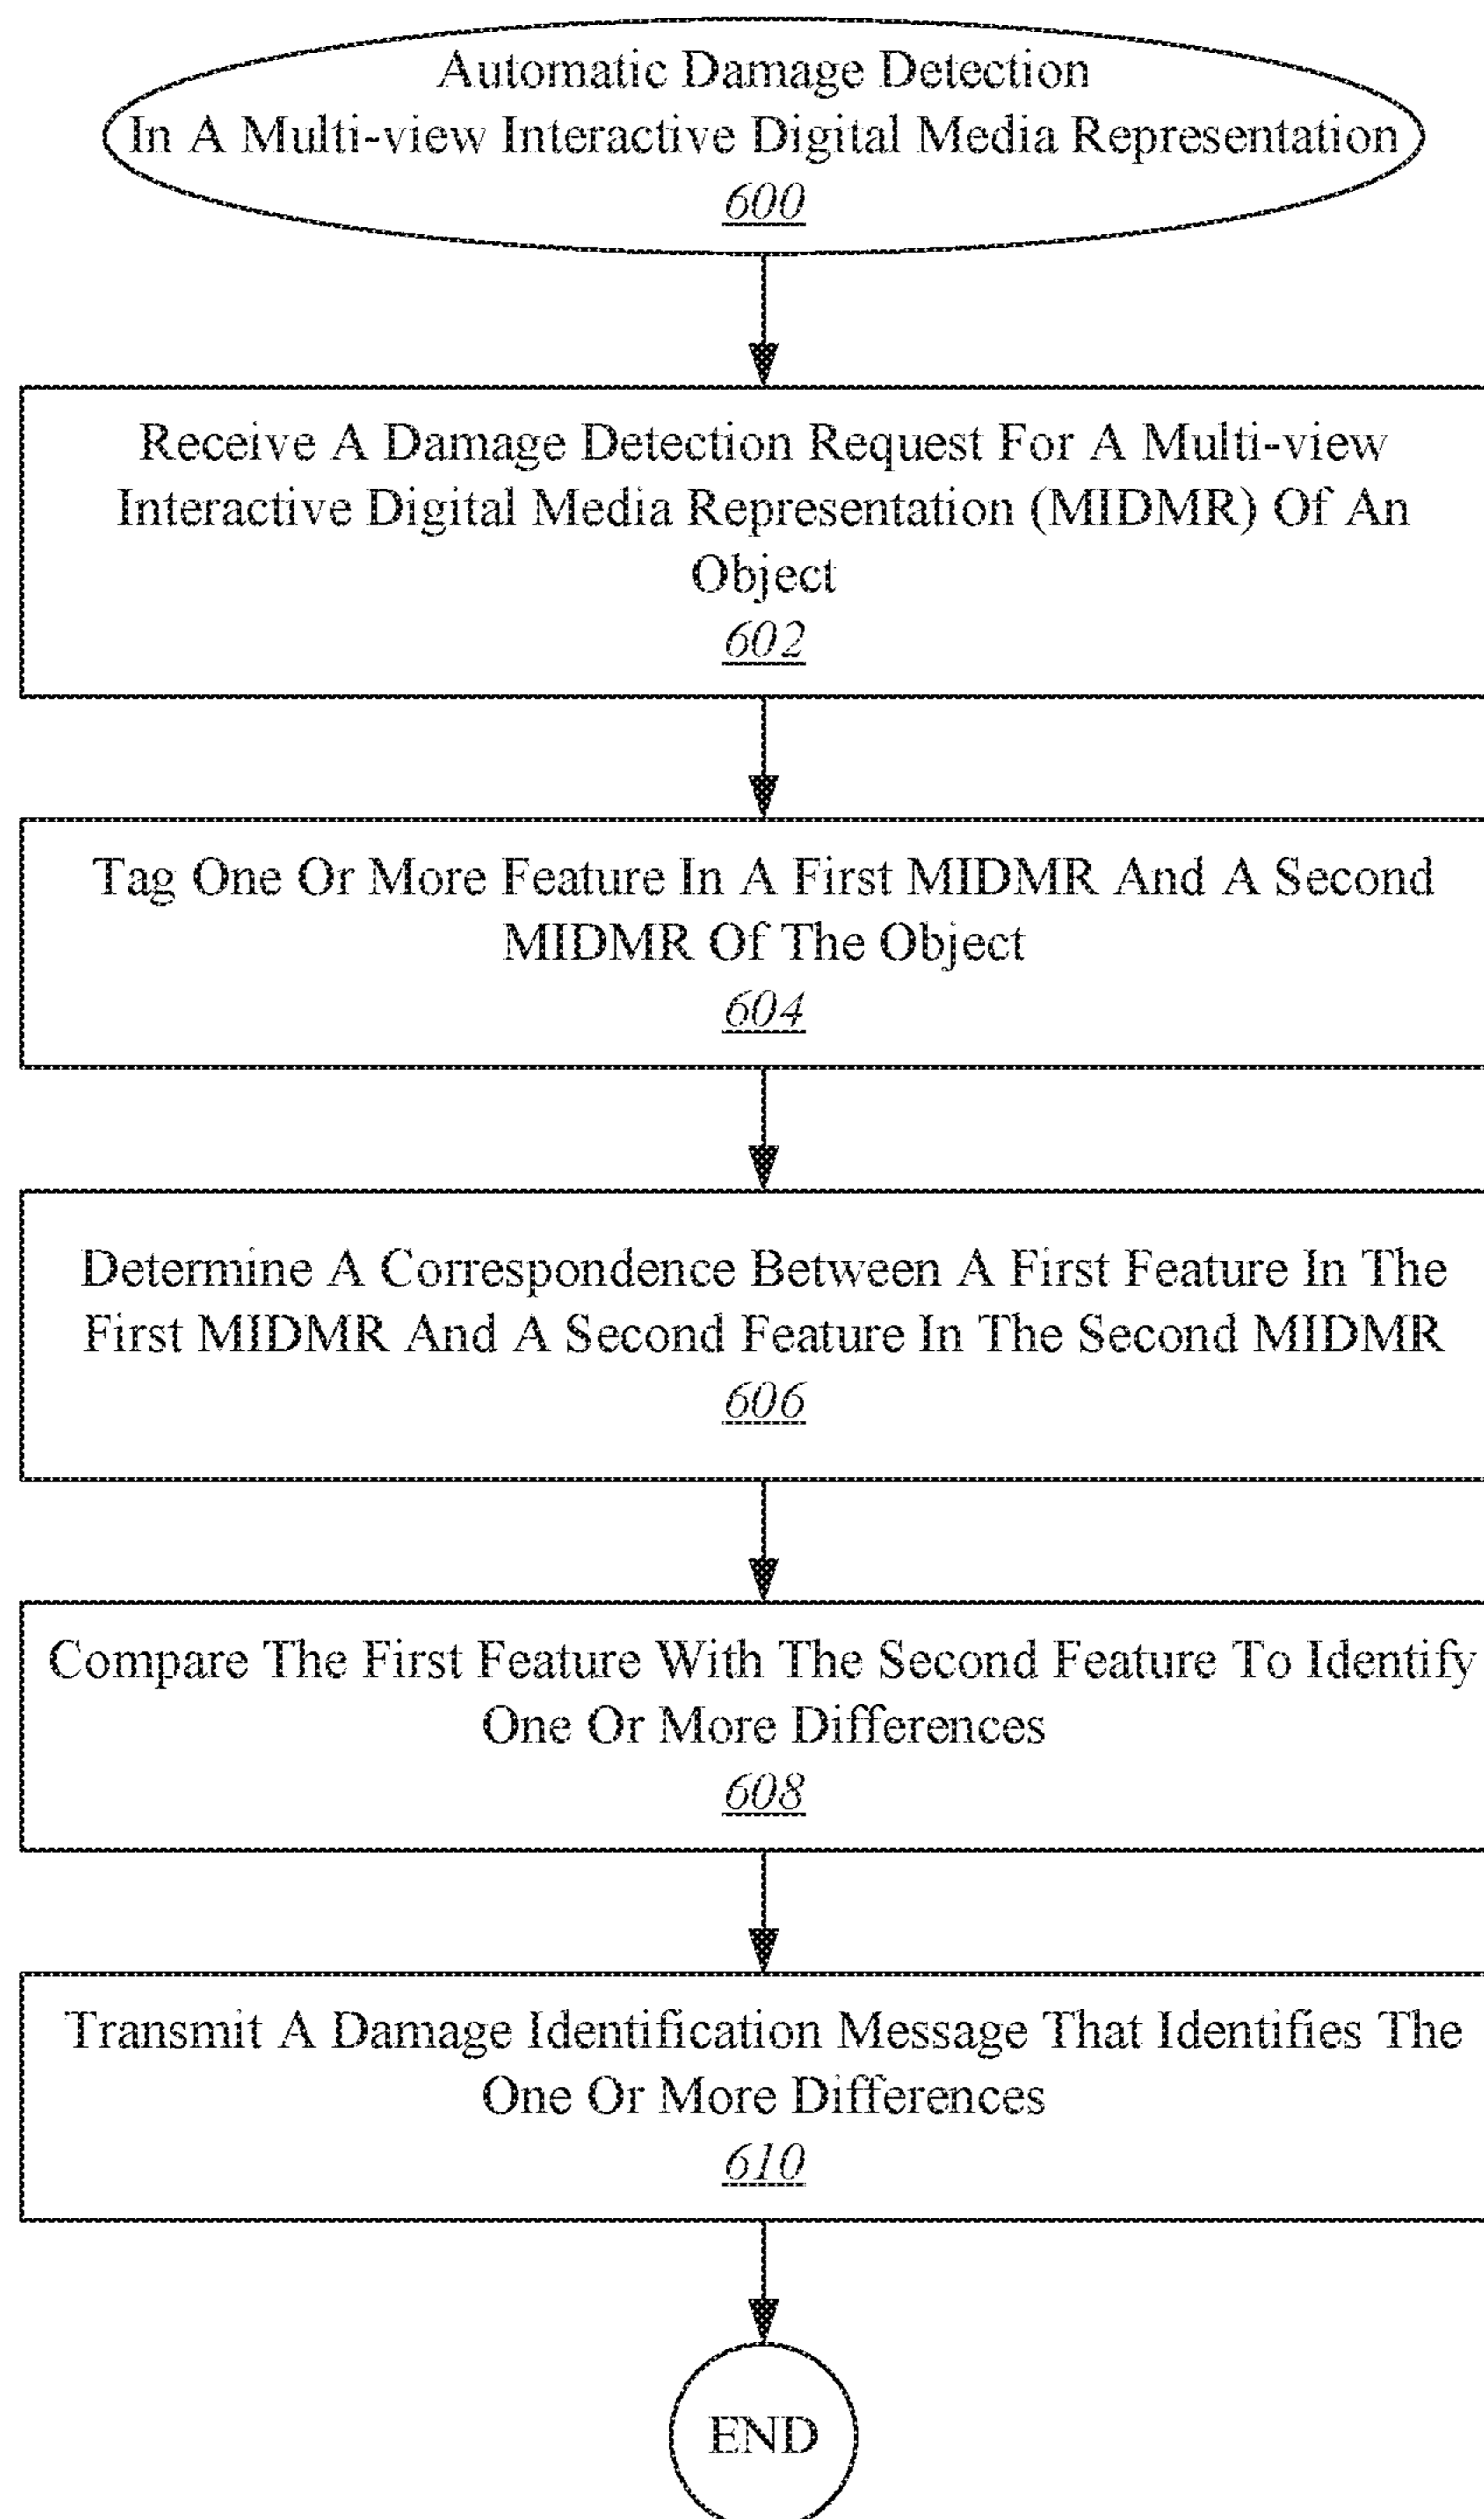 Automatic Damage Detection
In A Multi-view Interactive Digital Media Representation
600
Receive A Damage Detection Request For A Multi-view
Interactive Digital Media Representation (MIDMR) Of An
Object
602
Tag One Or More Feature In A First MIDMR And A Second
MIDMR Of The Object
604
Determine A Correspondence Between A First Feature In The
First MIDMR And A Second Feature In The Second MIDMR
606
Compare The First Feature With The Second Feature To Identify
One Or More Differences
608
Transmit A Damage Identification Message That Identifies The
One Or More Differences
610
END